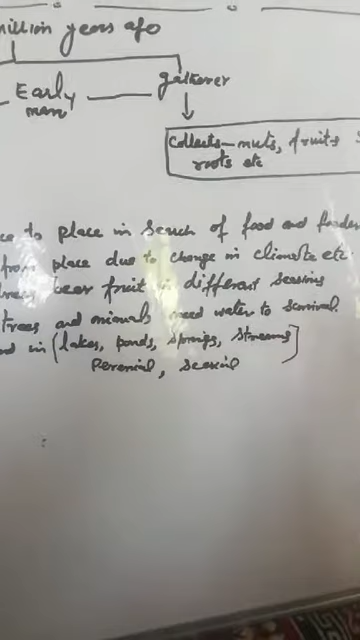 million years ago
Early — gatherer
man
Collects – nuts, fruits
roots etc
to place in serch of food and
from place due to change in climate etc.
bear fruit in different seasons
trees and animals need water to survival.
in (lakes, ponds, springs, streams)
Perennial, seasonal